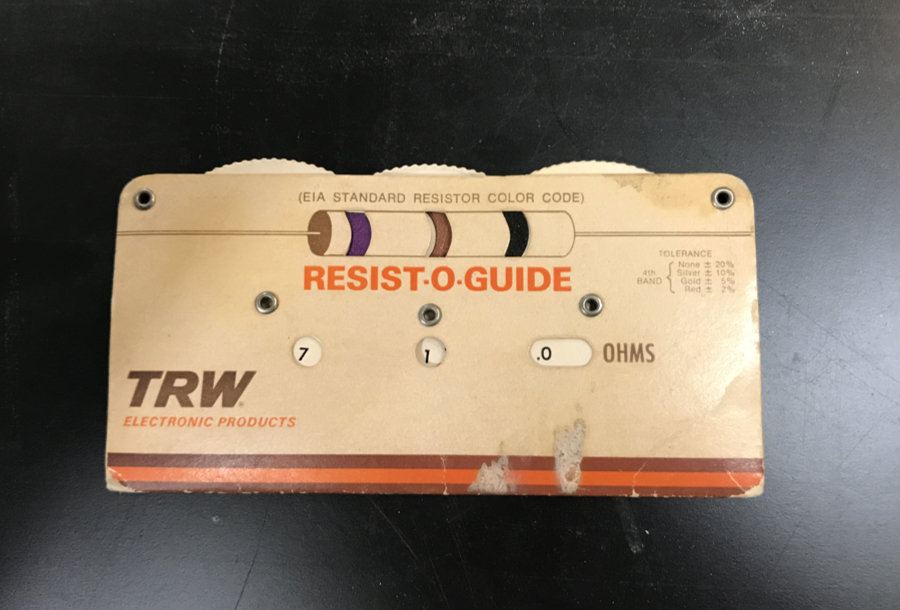 (EIA STANDARD RESISTOR COLOR CODE)
RESIST-O-GUIDE
TOLERANCE
4th
BAND
None ± 20%
Silver ± 10%
Gold ± 5%
Red ± 2%
7 1 .0 OHMS
TRW
ELECTRONIC PRODUCTS